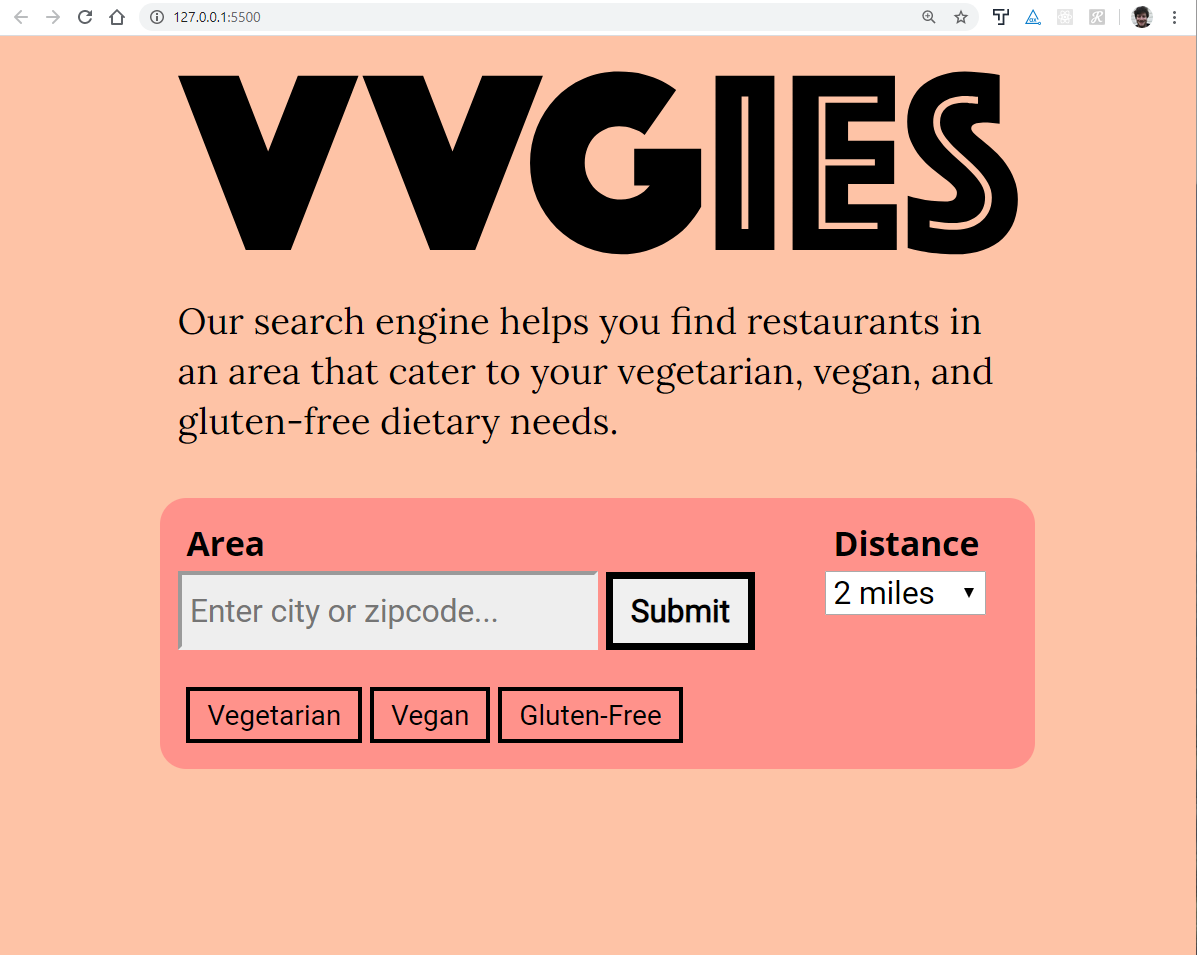 127.0.0.1:5500
VVGIES
Our search engine helps you find restaurants in
an area that cater to your vegetarian, vegan, and
gluten-free dietary needs.
Area
Distance
Enter city or zipcode...
Submit
2 miles
Vegetarian
Vegan
Gluten-Free